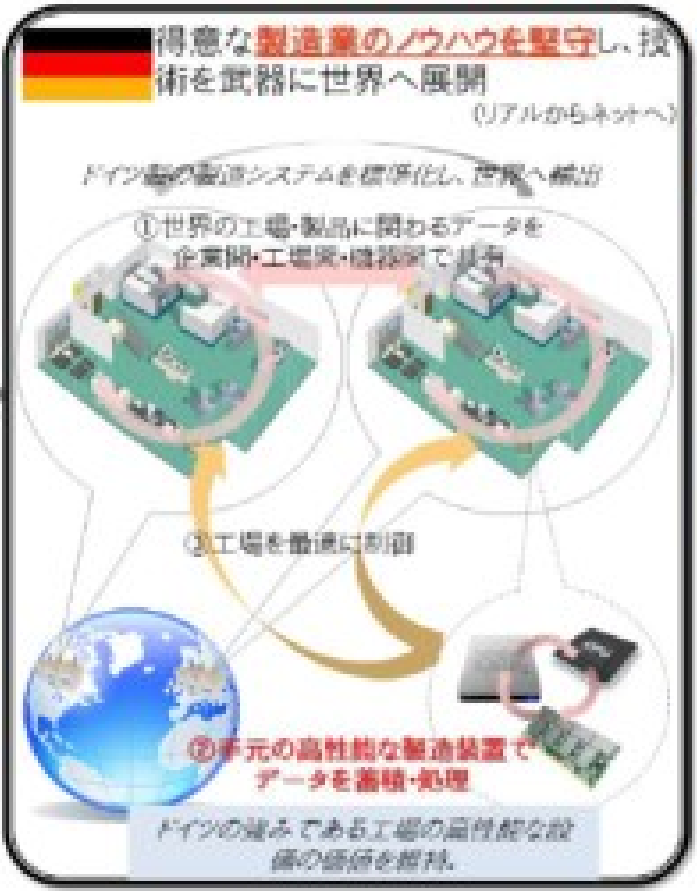 得意な製造業のノウハウを堅守し、技
術を武器に世界へ展開
(リアルからネットへ)
ドイツ製の製造システムを標準化し、世界へ輸出
①世界の工場・製品に関わるデータを
企業間・工場間・機器間で共有
③工場を最適に制御
②手元の高性能な製造装置で
データを蓄積・処理
ドイツの強みである工場の高性能な設
備の価値を維持。